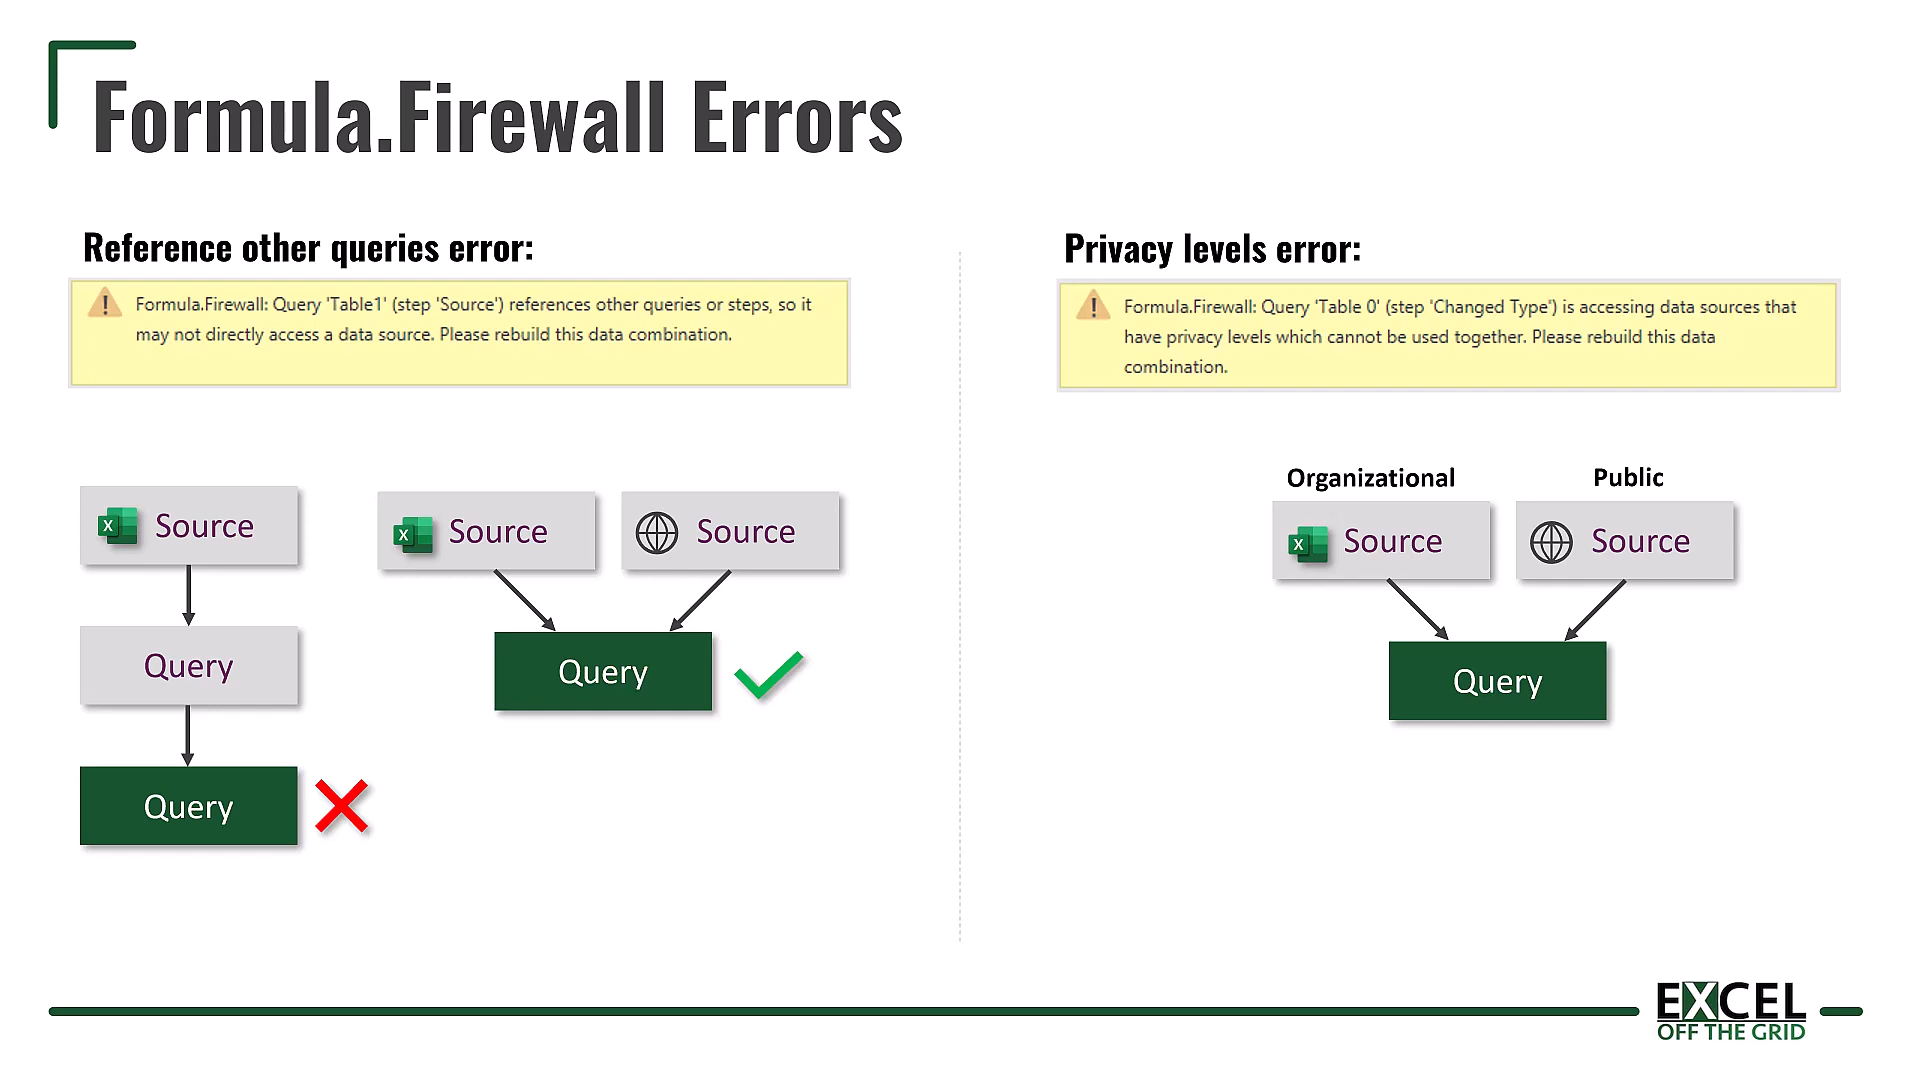 Formula.Firewall Errors
Reference other queries error:
Formula.Firewall: Query 'Table1' (step 'Source') references other queries or steps, so it
may not directly access a data source. Please rebuild this data combination.
X Source
Query
Query
X Source
Source
Query
Privacy levels error:
Formula.Firewall: Query 'Table 0' (step 'Changed Type') is accessing data sources that
have privacy levels which cannot be used together. Please rebuild this data
combination.
Organizational
Public
X Source
Source
Query
EXCEL
OFF THE GRID